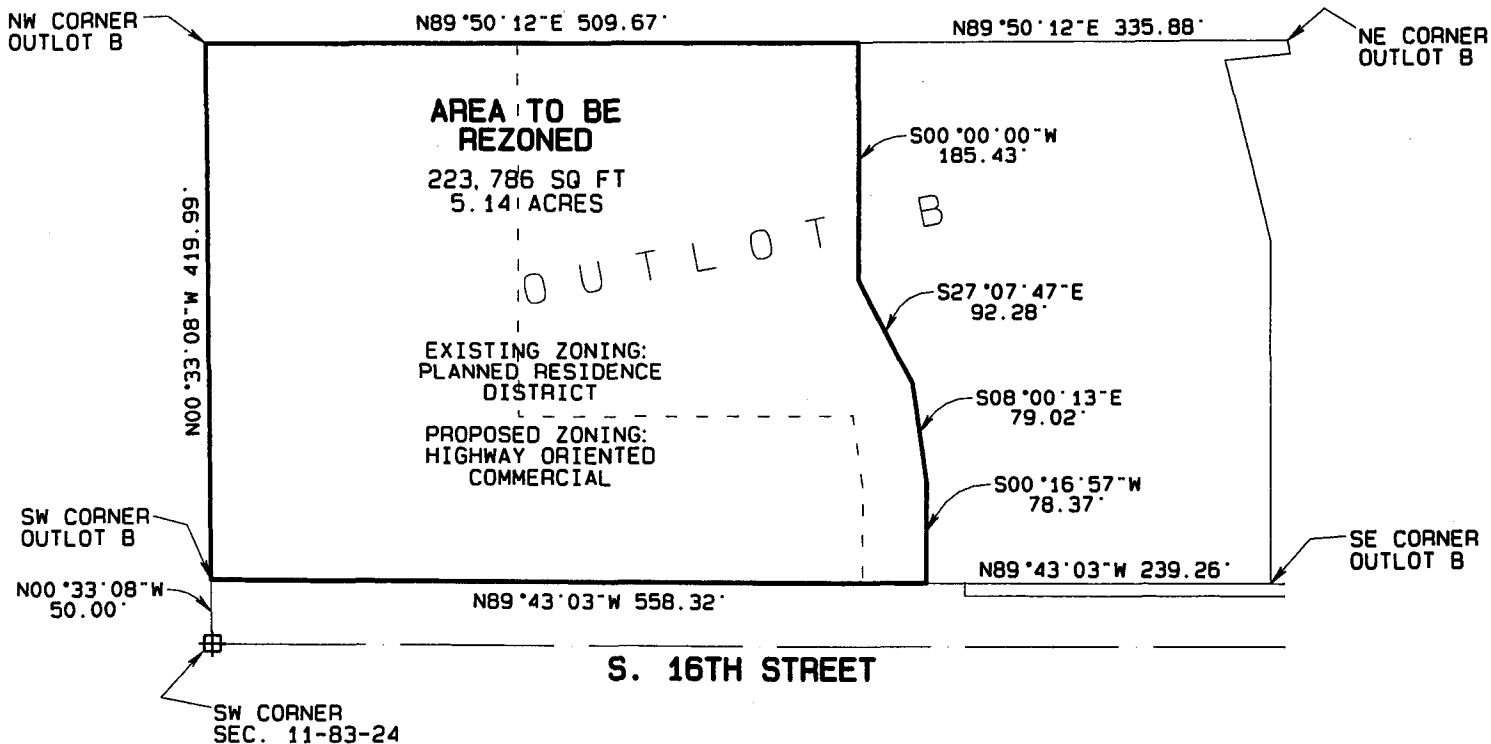 NW CORNER
OUTLOT B
N89°50'12"E 509.67'
N89°50'12"E 335.88'
NE CORNER
OUTLOT B
AREA TO BE
REZONED
223,786 SQ FT
5.14 ACRES
S00°00'00"W
185.43'
OUTLOT B
N00°33'08"W 419.99'
S27°07'47"E
92.28'
EXISTING ZONING:
PLANNED RESIDENCE
DISTRICT
S08°00'13"E
79.02'
PROPOSED ZONING:
HIGHWAY ORIENTED
COMMERCIAL
S00°16'57"W
78.37'
SW CORNER
OUTLOT B
SE CORNER
OUTLOT B
N00°33'08"W
50.00'
N89°43'03"W 558.32'
N89°43'03"W 239.26'
S. 16TH STREET
SW CORNER
SEC. 11-83-24